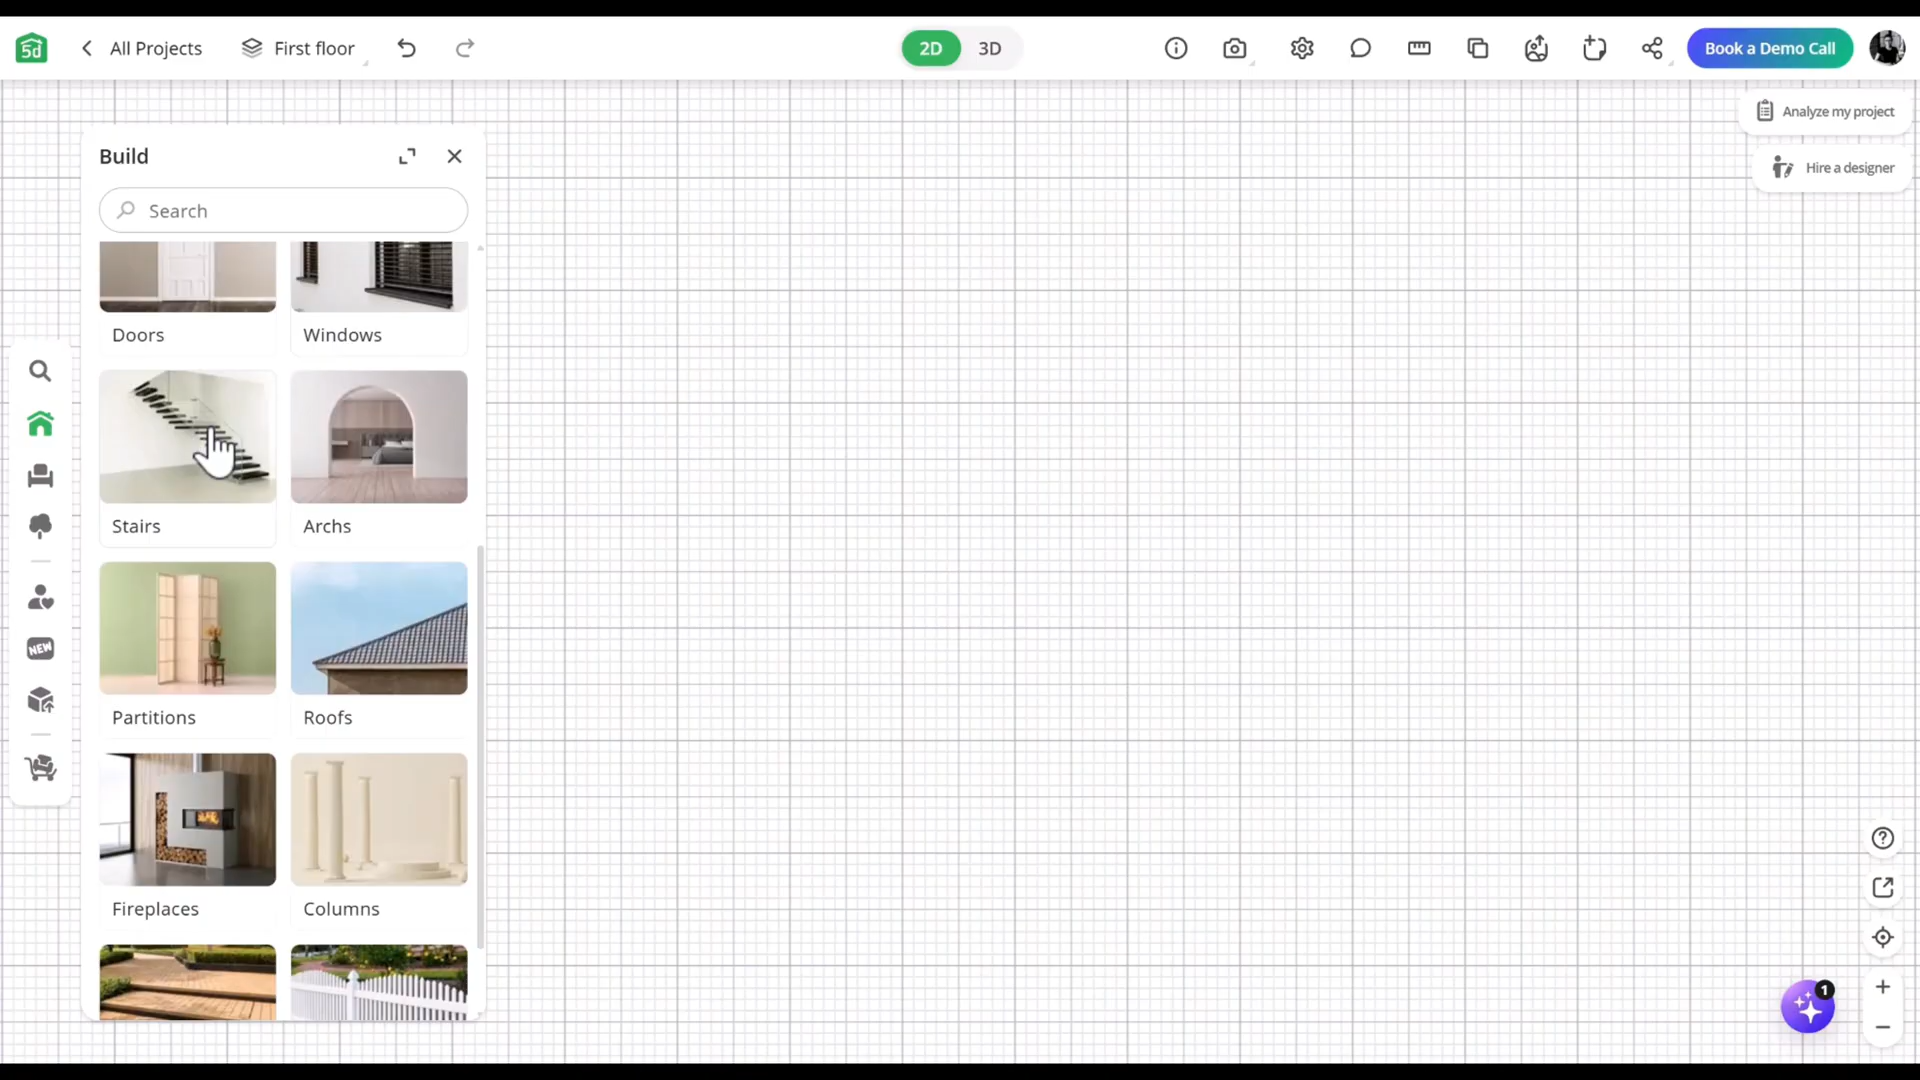 5d
All Projects
First floor
2D
3D
Book a Demo Call
Analyze my project
Hire a designer
Build
Search
Doors
Windows
Stairs
Archs
Partitions
Roofs
Fireplaces
Columns
NEW
1